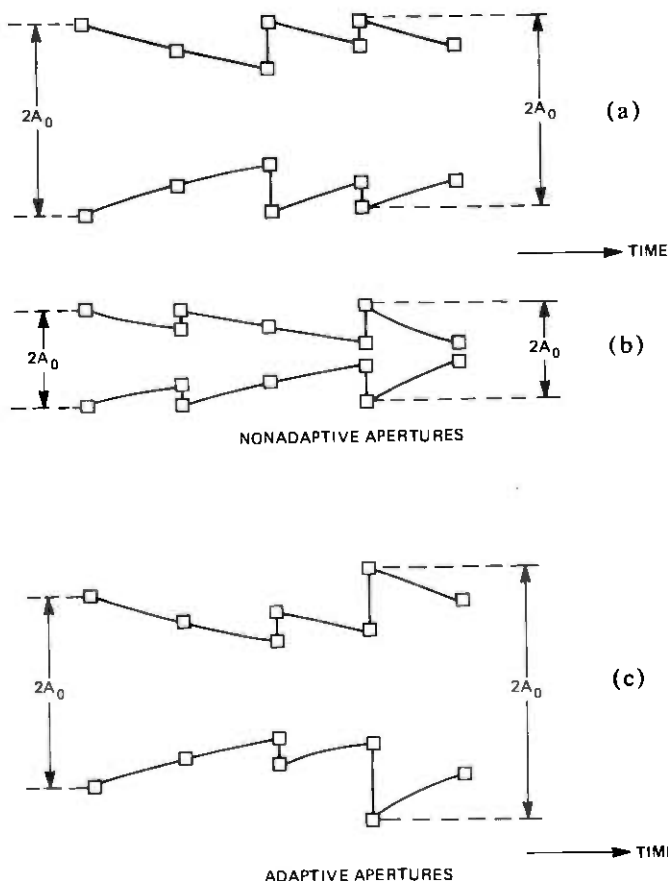 2A0
2A0
(a)
TIME
2A0
2A0
(b)
NONADAPTIVE APERTURES
2A0
2A0
(c)
TIME
ADAPTIVE APERTURES